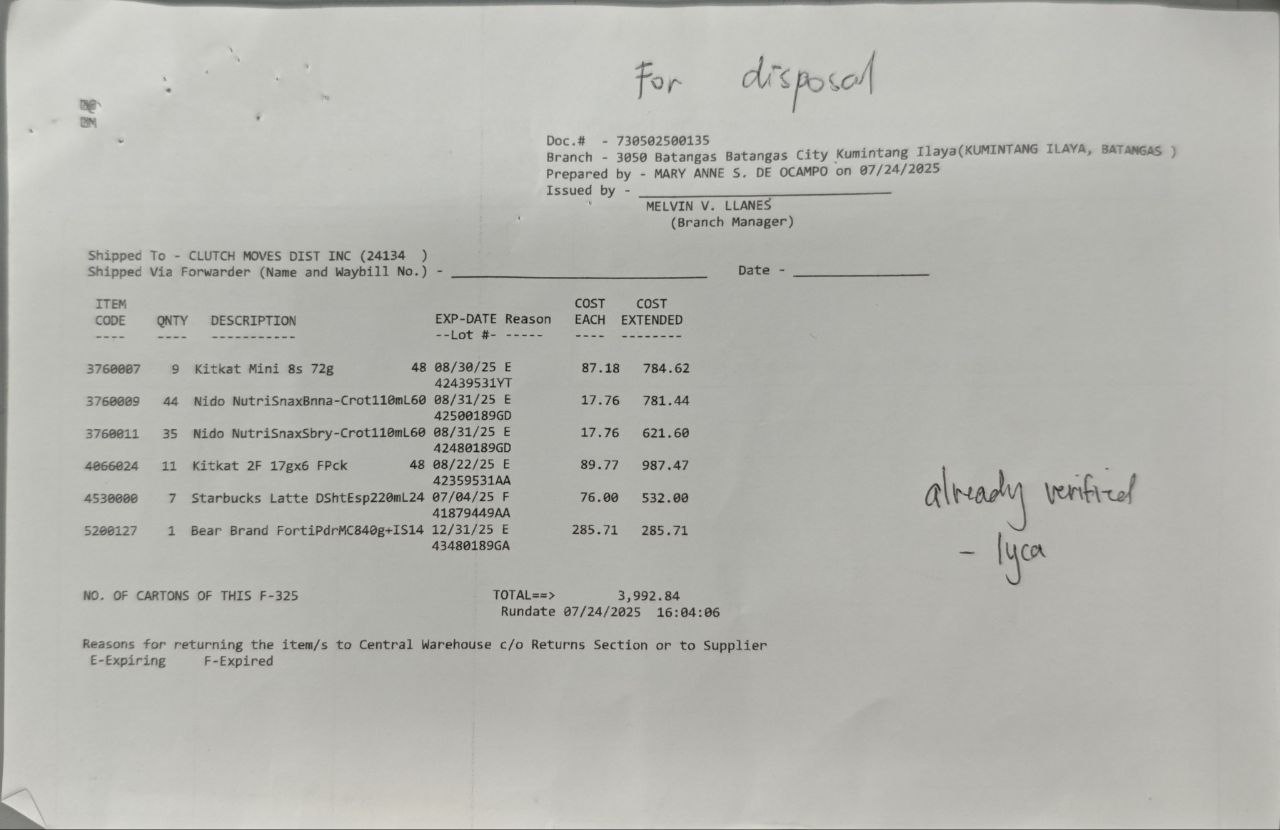 For disposal
Doc.# - 730502500135
Branch - 3050 Batangas Batangas City Kumintang Ilaya(KUMINTANG ILAYA, BATANGAS )
Prepared by - MARY ANNE S. DE OCAMPO on 07/24/2025
Issued by - ____________________
MELVIN V. LLANES
(Branch Manager)
Shipped To - CLUTCH MOVES DIST INC (24134 )
Shipped Via Forwarder (Name and Waybill No.) - ____________________ Date - ____________________
ITEM COST COST
CODE QNTY DESCRIPTION EXP-DATE Reason EACH EXTENDED
---- ---- ----------- --Lot #- ----- ---- --------
3760007 9 Kitkat Mini 8s 72g 48 08/30/25 E 87.18 784.62
42439531YT
3760009 44 Nido NutriSnaxBnna-Crot110mL60 08/31/25 E 17.76 781.44
42500189GD
3760011 35 Nido NutriSnaxSbry-Crot110mL60 08/31/25 E 17.76 621.60
42480189GD
4066024 11 Kitkat 2F 17gx6 FPck 48 08/22/25 E 89.77 987.47
42359531AA
4530000 7 Starbucks Latte DShtEsp220mL24 07/04/25 F 76.00 532.00
41879449AA
5200127 1 Bear Brand FortiPdrMC840g+IS14 12/31/25 E 285.71 285.71
43480189GA
already verified
- lyca
NO. OF CARTONS OF THIS F-325 TOTAL==> 3,992.84
Rundate 07/24/2025 16:04:06
Reasons for returning the item/s to Central Warehouse c/o Returns Section or to Supplier
E-Expiring F-Expired